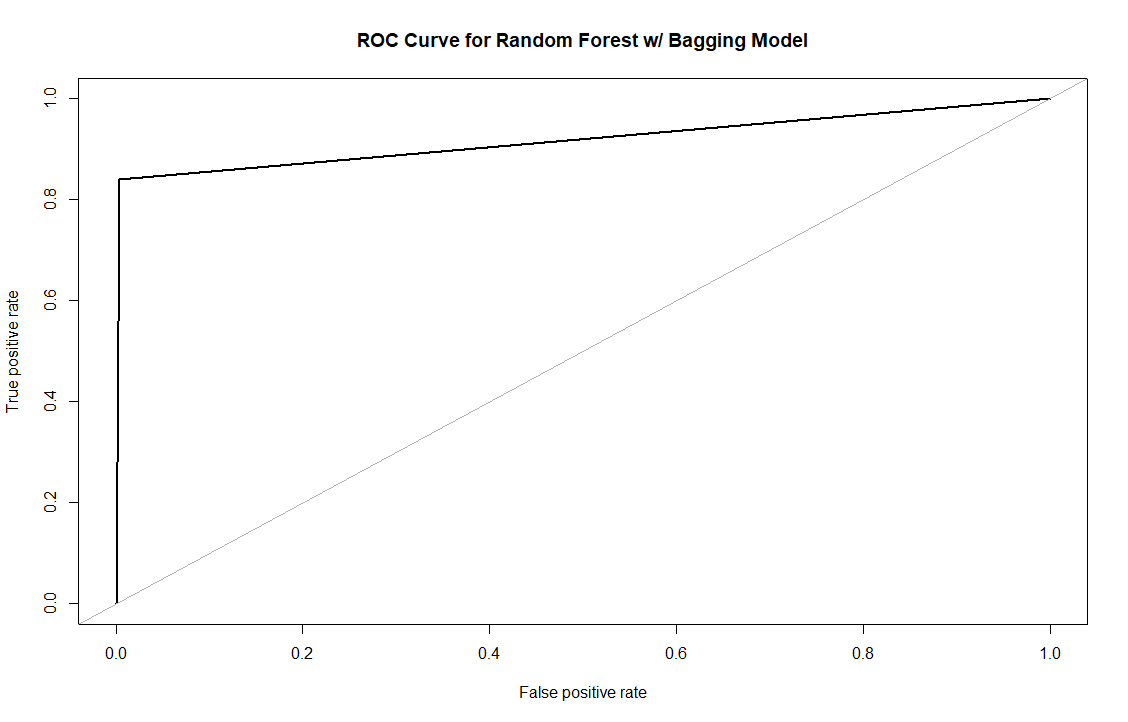 ROC Curve for Random Forest w/ Bagging Model
True positive rate
1.0
0.8
0.6
0.4
0.2
0.0
0.0 0.2 0.4 0.6 0.8 1.0
False positive rate